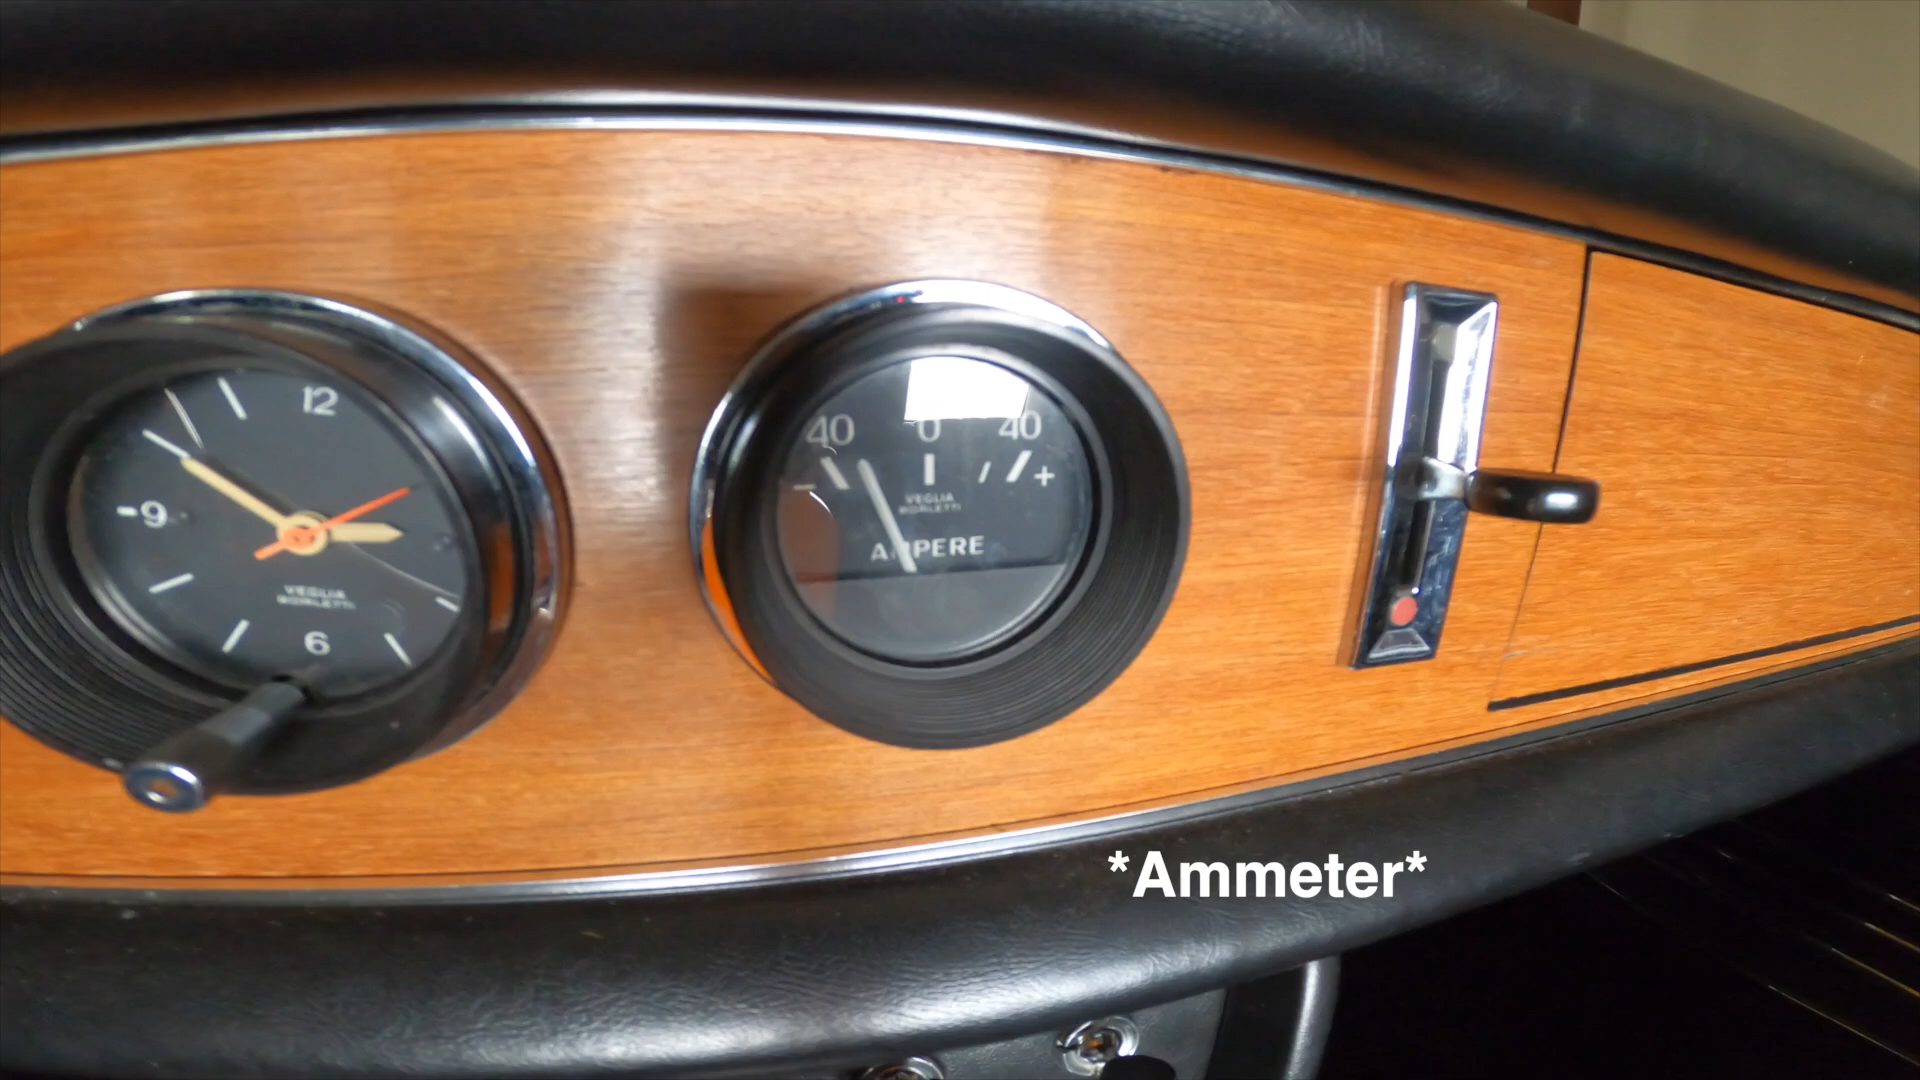 12
9
6
VEGLIA
BORLETTI
40 0 40
- +
VEGLIA
BORLETTI
AMPERE
*Ammeter*